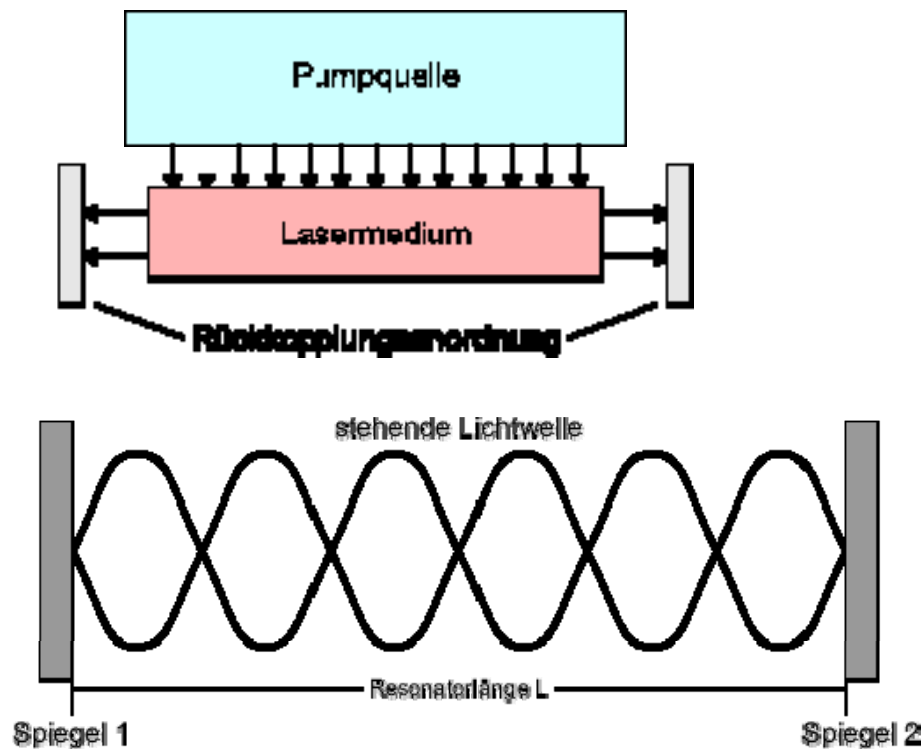 Pumpquelle
Lasermedium
Rückkopplungsanordnung
stehende Lichtwelle
Resonatorlänge L
Spiegel 1
Spiegel 2